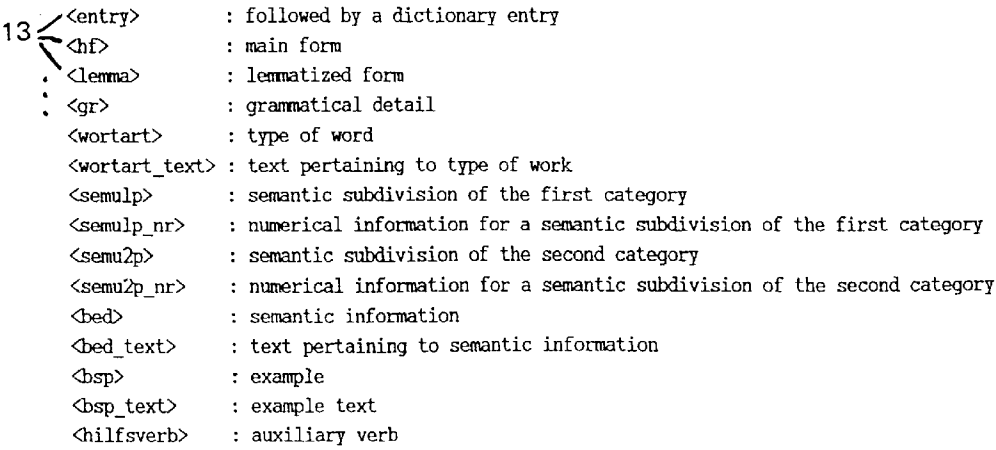 13 <entry> : followed by a dictionary entry
<hf> : main form
<lemma> : lemmatized form
<gr> : grammatical detail
<wortart> : type of word
<wortart_text> : text pertaining to type of work
<semulp> : semantic subdivision of the first category
<semulp_nr> : numerical information for a semantic subdivision of the first category
<semu2p> : semantic subdivision of the second category
<semu2p_nr> : numerical information for a semantic subdivision of the second category
<bed> : semantic information
<bed_text> : text pertaining to semantic information
<bsp> : example
<bsp_text> : example text
<hilfsverb> : auxiliary verb